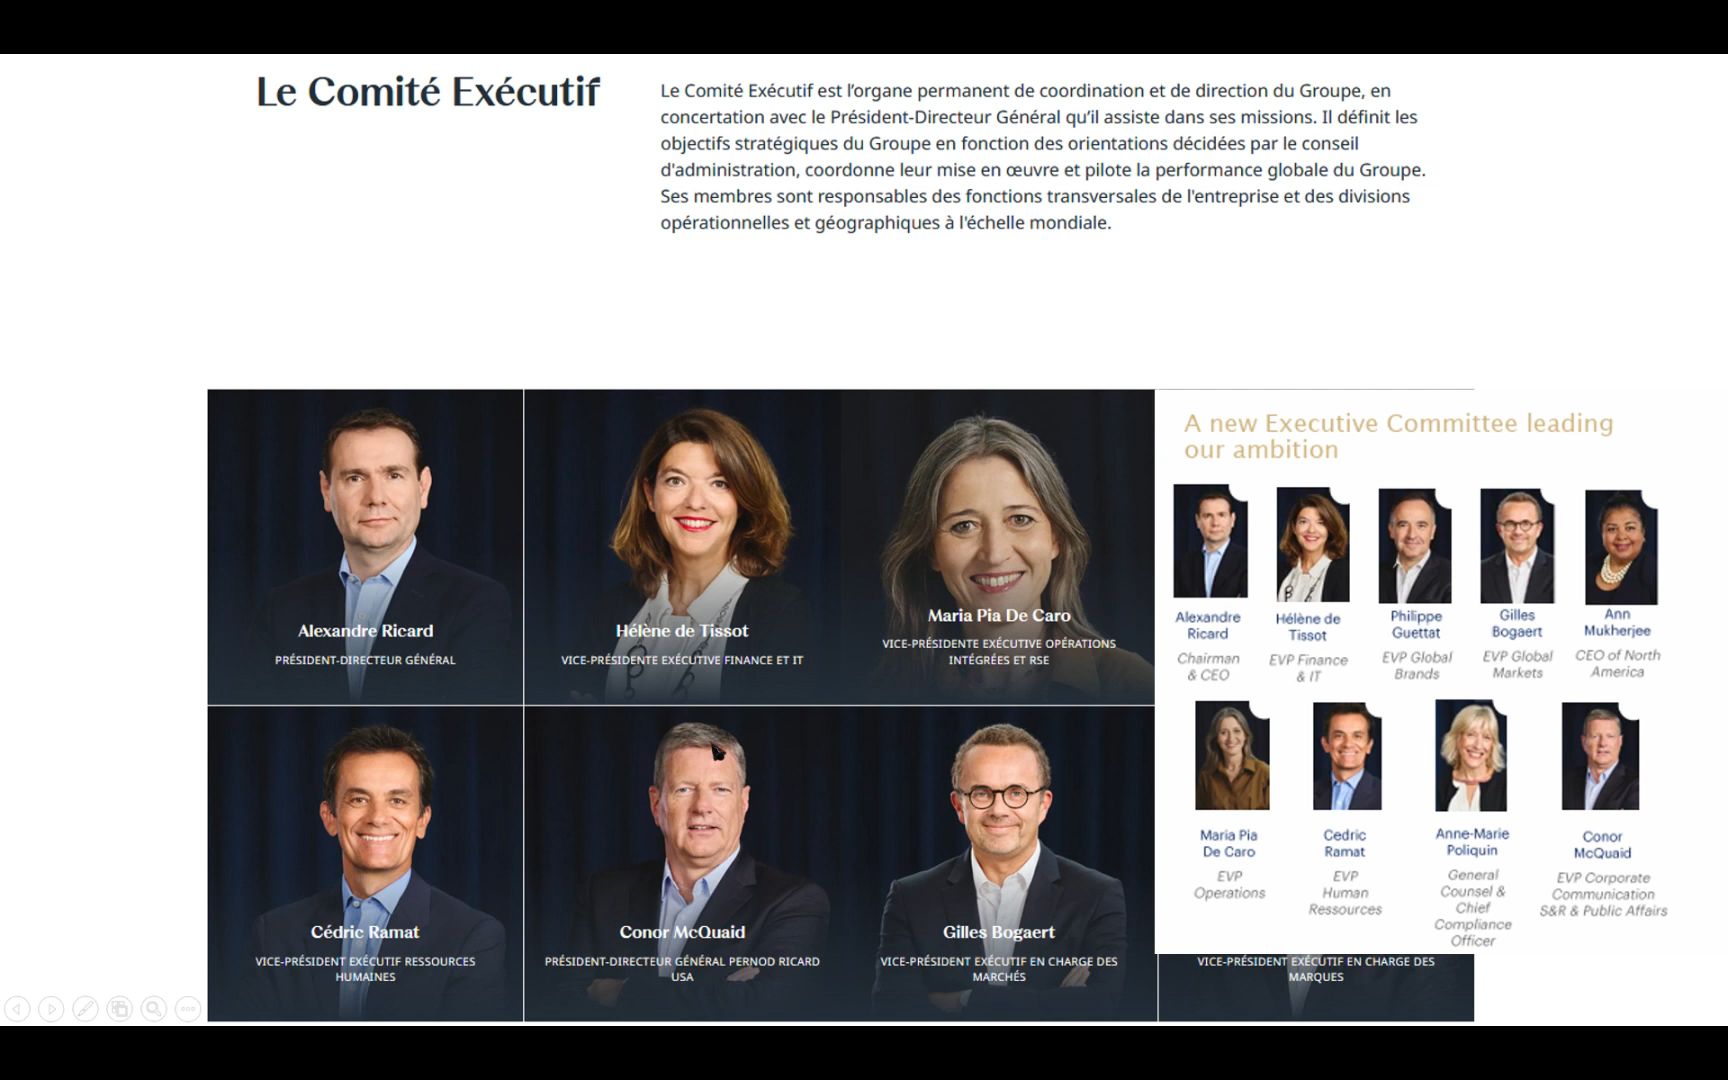 Le Comité Exécutif
Le Comité Exécutif est l’organe permanent de coordination et de direction du Groupe, en
concertation avec le Président-Directeur Général qu’il assiste dans ses missions. Il définit les
objectifs stratégiques du Groupe en fonction des orientations décidées par le conseil
d'administration, coordonne leur mise en œuvre et pilote la performance globale du Groupe.
Ses membres sont responsables des fonctions transversales de l'entreprise et des divisions
opérationnelles et géographiques à l'échelle mondiale.
Alexandre Ricard
PRÉSIDENT-DIRECTEUR GÉNÉRAL
Hélène de Tissot
VICE-PRÉSIDENTE EXÉCUTIVE FINANCE ET IT
Maria Pia De Caro
VICE-PRÉSIDENTE EXÉCUTIVE OPÉRATIONS
INTÉGRÉES ET RSE
Cédric Ramat
VICE-PRÉSIDENT EXÉCUTIF RESSOURCES
HUMAINES
Conor McQuaid
PRÉSIDENT-DIRECTEUR GÉNÉRAL PERNOD RICARD
USA
Gilles Bogaert
VICE-PRÉSIDENT EXÉCUTIF EN CHARGE DES
MARCHÉS
VICE-PRÉSIDENT EXÉCUTIF EN CHARGE DES
MARQUES
A new Executive Committee leading
our ambition
Alexandre
Ricard
Chairman
& CEO
Hélène de
Tissot
EVP Finance
& IT
Philippe
Guettat
EVP Global
Brands
Gilles
Bogaert
EVP Global
Markets
Ann
Mukherjee
CEO of North
America
Maria Pia
De Caro
EVP
Operations
Cedric
Ramat
EVP
Human
Ressources
Anne-Marie
Poliquin
General
Counsel &
Chief
Compliance
Officer
Conor
McQuaid
EVP Corporate
Communication
S&R & Public Affairs